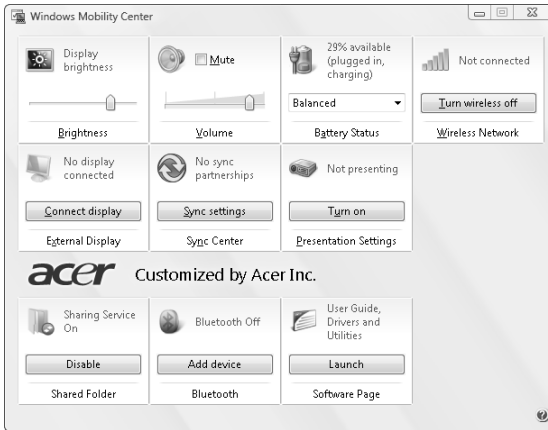 Windows Mobility Center
Display
brightness
Brightness
Mute
Volume
29% available
(plugged in,
charging)
Balanced
Battery Status
Not connected
Turn wireless off
Wireless Network
No display
connected
Connect display
External Display
No sync
partnerships
Sync settings
Sync Center
Not presenting
Turn on
Presentation Settings
acer Customized by Acer Inc.
Sharing Service
On
Disable
Shared Folder
Bluetooth Off
Add device
Bluetooth
User Guide,
Drivers and
Utilities
Launch
Software Page